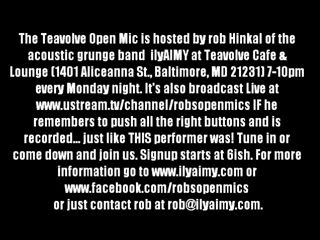 The Teavolve Open Mic is hosted by rob Hinkal of the
acoustic grunge band ilyAIMY at Teavolve Cafe &
Lounge (1401 Aliceanna St., Baltimore, MD 21231) 7-10pm
every Monday night. It's also broadcast Live at
www.ustream.tv/channel/robsopenmics IF he
remembers to push all the right buttons and is
recorded... just like THIS performer was! Tune in or
come down and join us. Signup starts at 6ish. For more
information go to www.ilyaimy.com or
www.facebook.com/robsopenmics
or just contact rob at rob@ilyaimy.com.